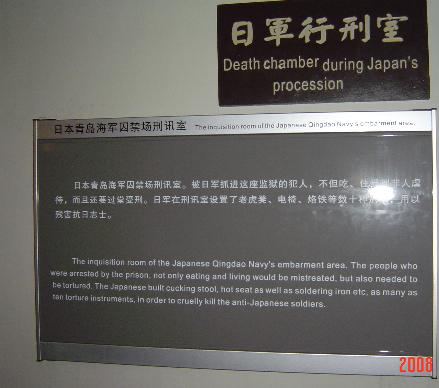 日軍行刑室
Death chamber during Japan's
procession
日本青岛海军囚禁场刑讯室 The inquisition room of the Japanese Qingdao Navy's embarment area.
日本青岛海军囚禁场刑讯室。被日军抓进这座监狱的犯人，不但吃、住受到非人虐
待，而且还要过堂受刑。日军在刑讯室设置了老虎凳、电椅、烙铁等数十种刑具，用以
残害抗日志士。
The inquisition room of the Japanese Qingdao Navy's embarment area. The people who
were arrested by the prison, not only eating and living would be mistreated, but also needed
to be tortured. The Japanese built cucking stool, hot seat as well as soldering iron etc, as many as
tan torture instruments, in order to cruelly kill the anti-Japanese soldiers.
2008